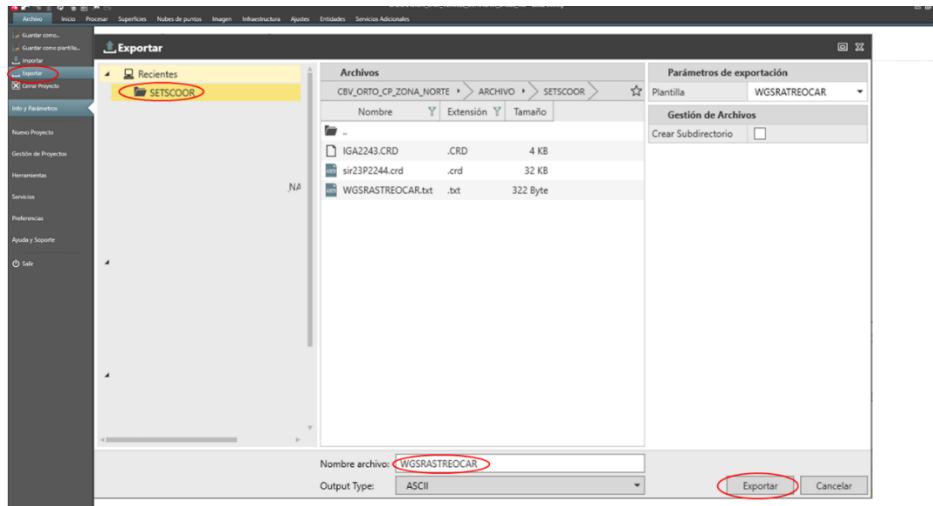 Archivo Inicio Procesar Superficies Nubes de puntos Imagen Infraestructura Ajustes Entidades Servicios Adicionales
Guardar como...
Guardar como plantilla...
Importar
Exportar
Cerrar Proyecto
Info y Parámetros
Nuevo Proyecto
Gestión de Proyectos
Herramientas
Servicios
Preferencias
Ayuda y Soporte
Salir
Exportar
Recientes
SETSCOOR
NA
Archivos
CBV_ORTO_CP_ZONA_NORTE ARCHIVO SETSCOOR
Nombre Extensión Tamaño
..
IGA2243.CRD .CRD 4 KB
sir23P2244.crd .crd 32 KB
WGSRASTREOCAR.txt .txt 322 Byte
Parámetros de exportación
Plantilla WGSRATREOCAR
Gestión de Archivos
Crear Subdirectorio
Nombre archivo: WGSRASTREOCAR
Output Type: ASCII
Exportar Cancelar